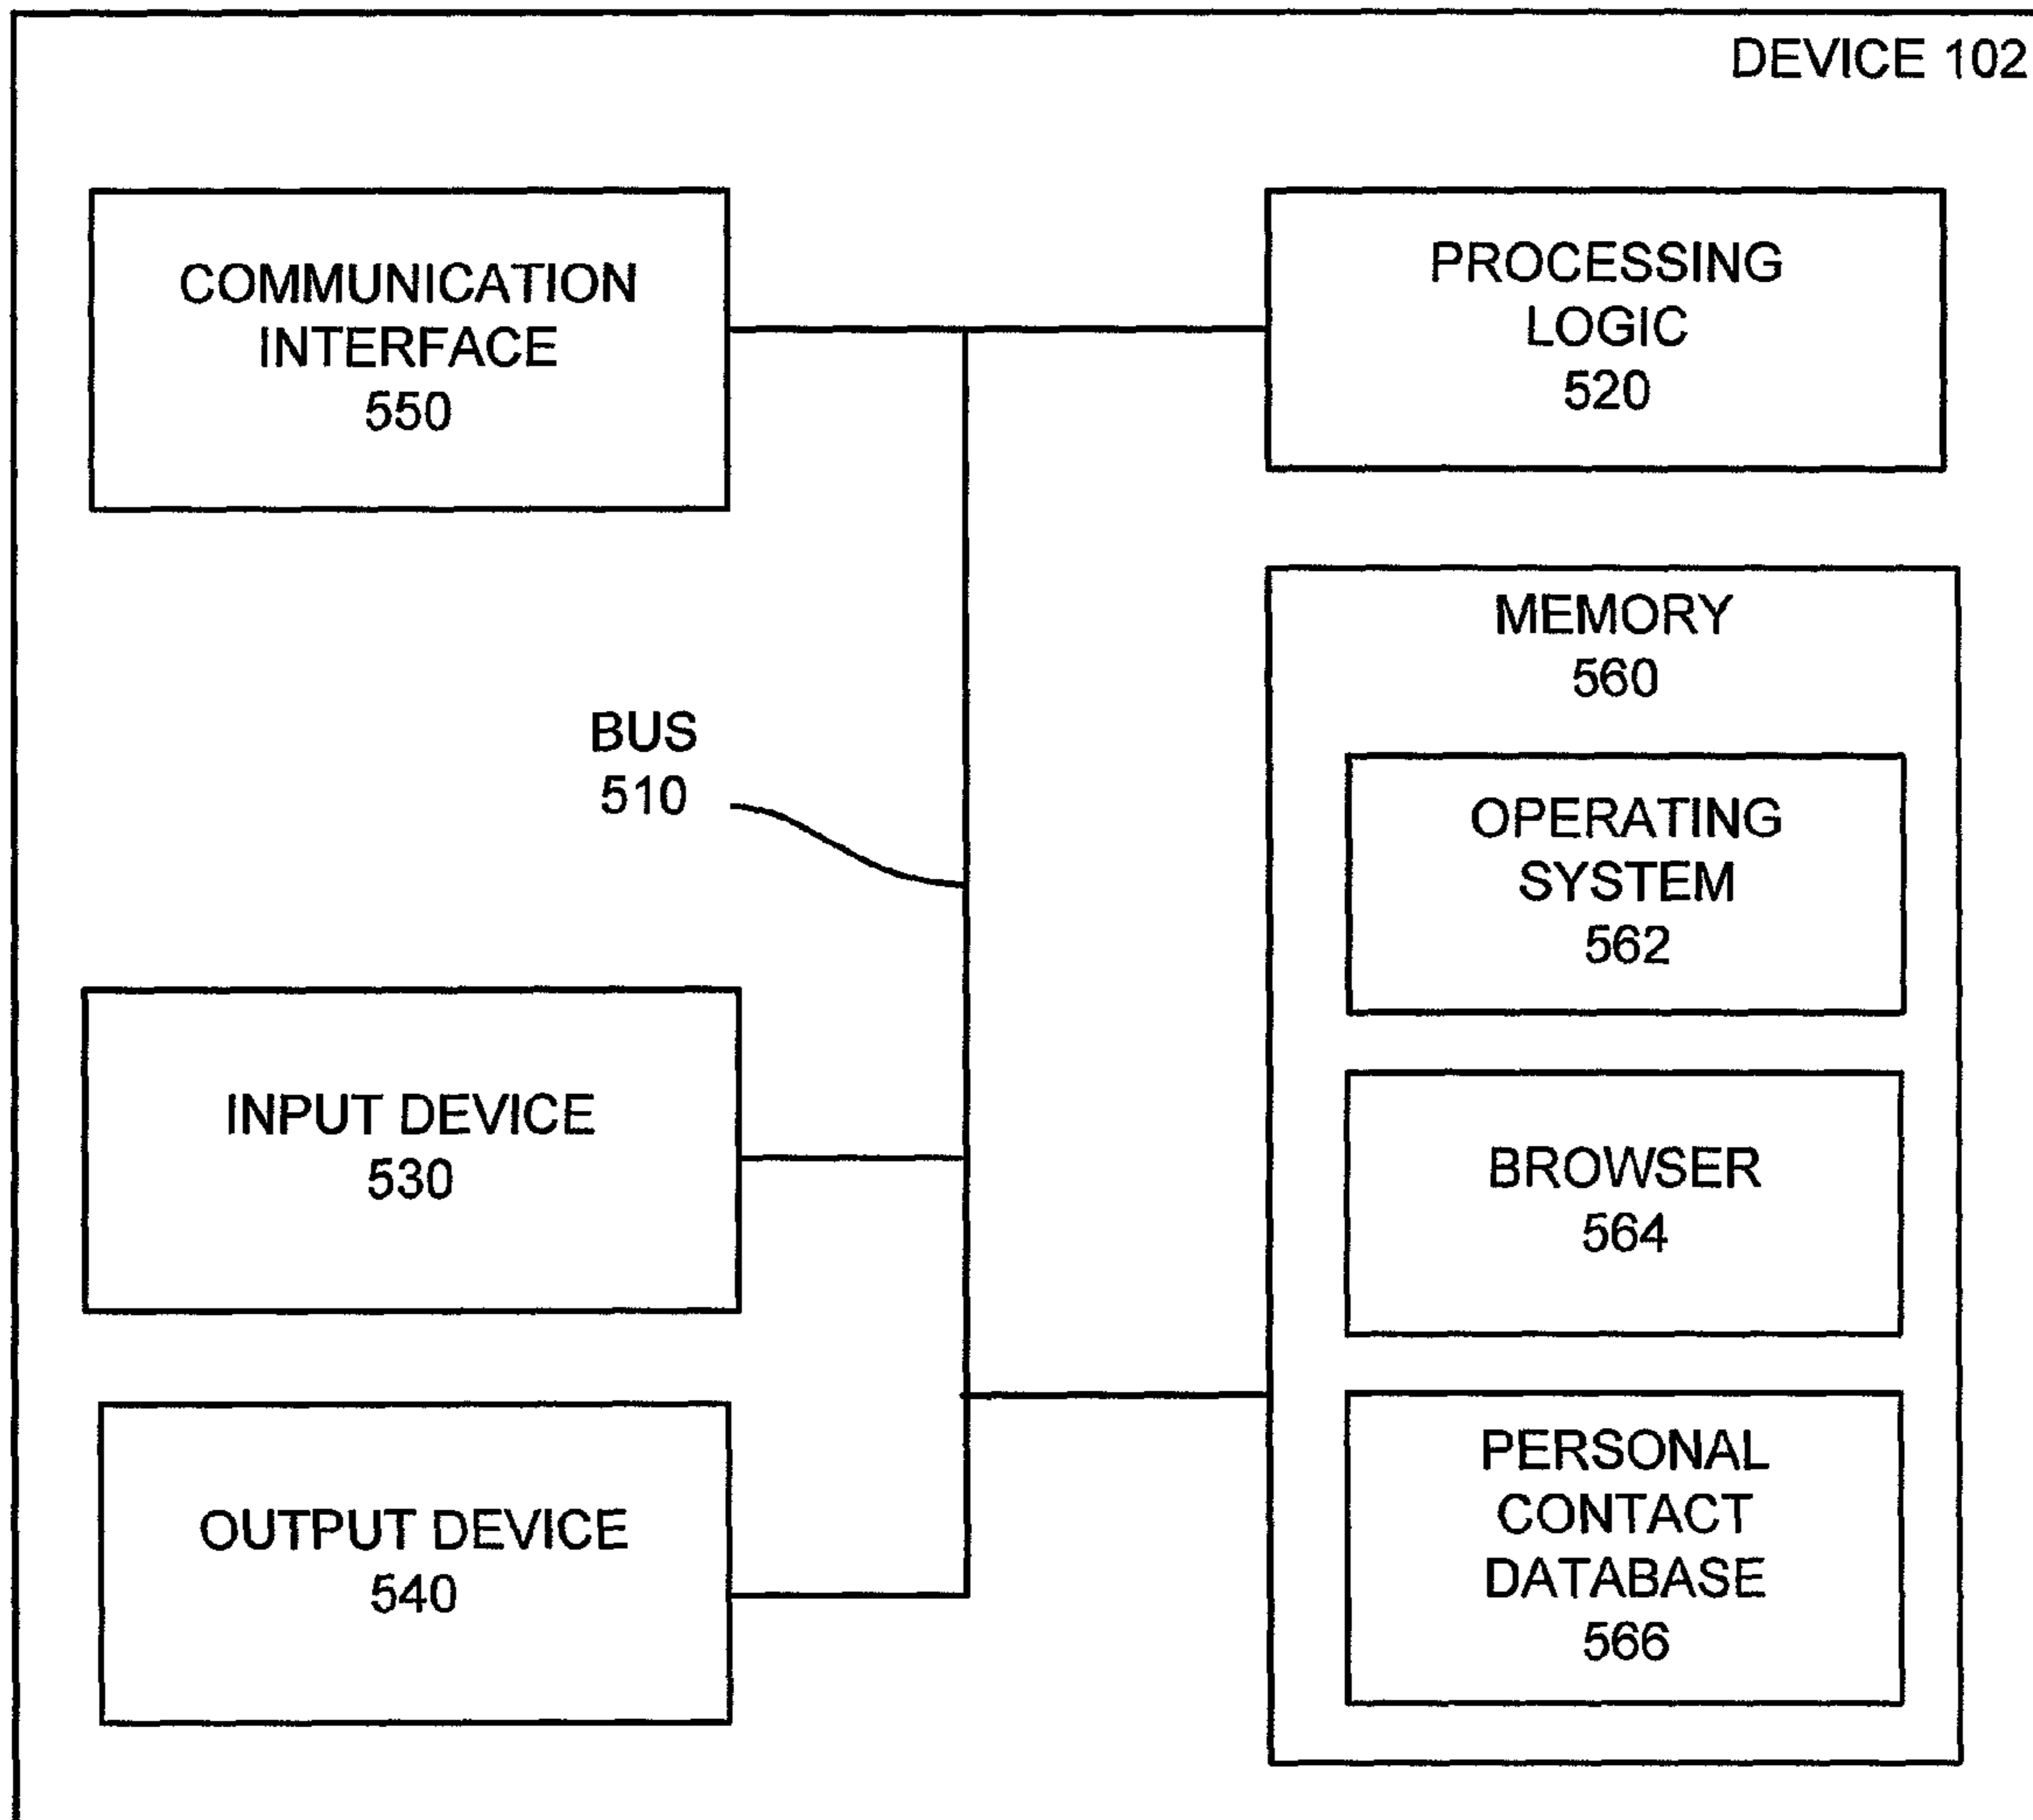 DEVICE 102
COMMUNICATION
INTERFACE
550
PROCESSING
LOGIC
520
MEMORY
560
BUS
510
OPERATING
SYSTEM
562
INPUT DEVICE
530
BROWSER
564
OUTPUT DEVICE
540
PERSONAL
CONTACT
DATABASE
566